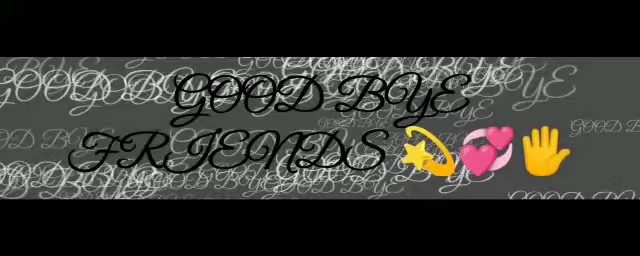 GOOD BYE
FRIENDS 💫💞🤚